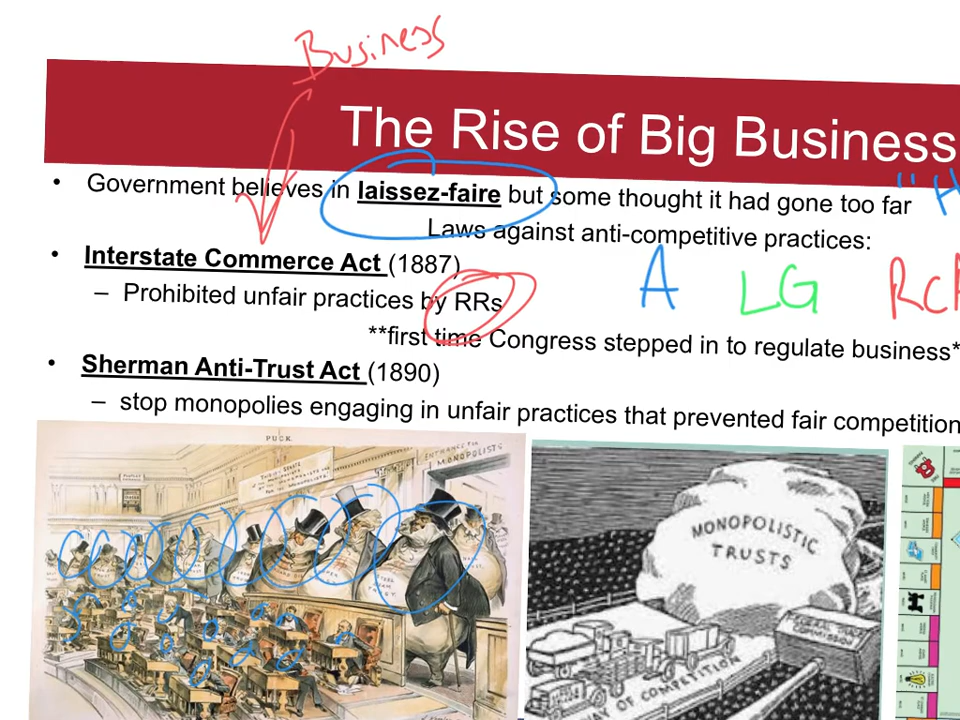 Business
The Rise of Big Business
• Government believes in laissez-faire but some thought it had gone too far
"H
Laws against anti-competitive practices:
• Interstate Commerce Act (1887)
A LG
– Prohibited unfair practices by RRs
**first time Congress stepped in to regulate business*
• Sherman Anti-Trust Act (1890)
– stop monopolies engaging in unfair practices that prevented fair competition
PUCK
ENTRANCE FOR
MONOPOLISTS
MONOPOLISTIC
TRUSTS
OF COMPETITION